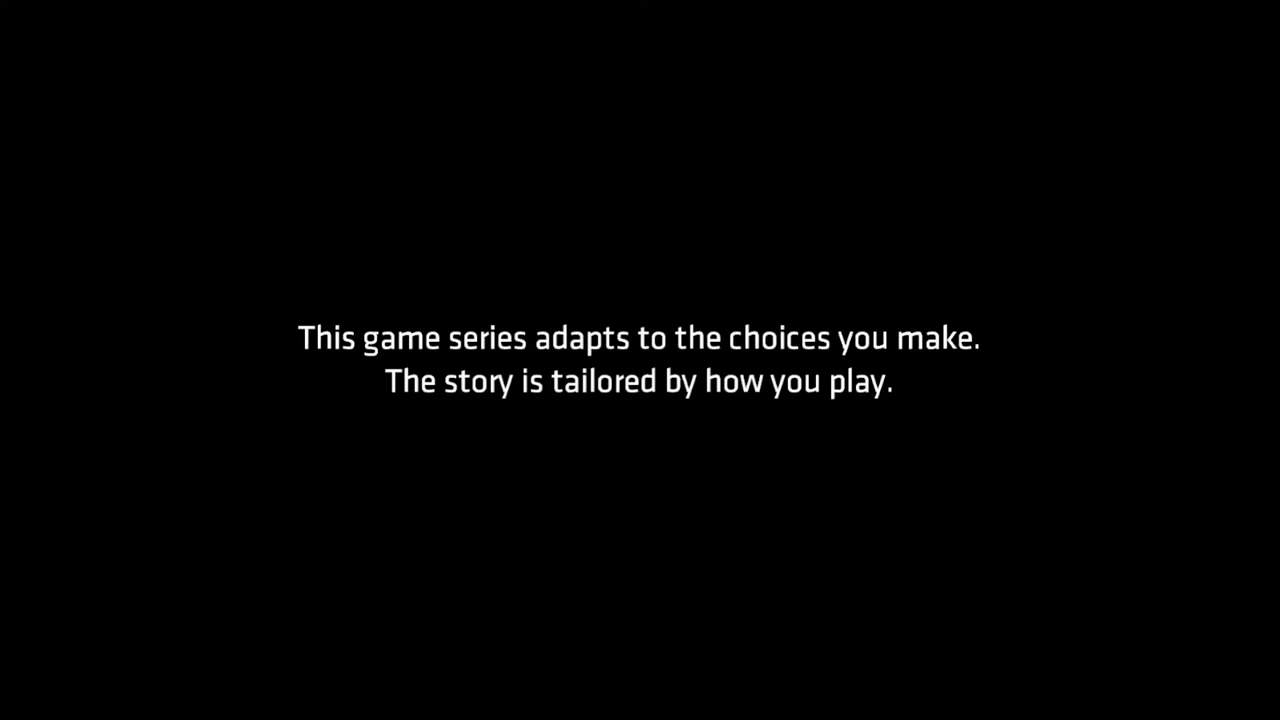 This game series adapts to the choices you make.
The story is tailored by how you play.